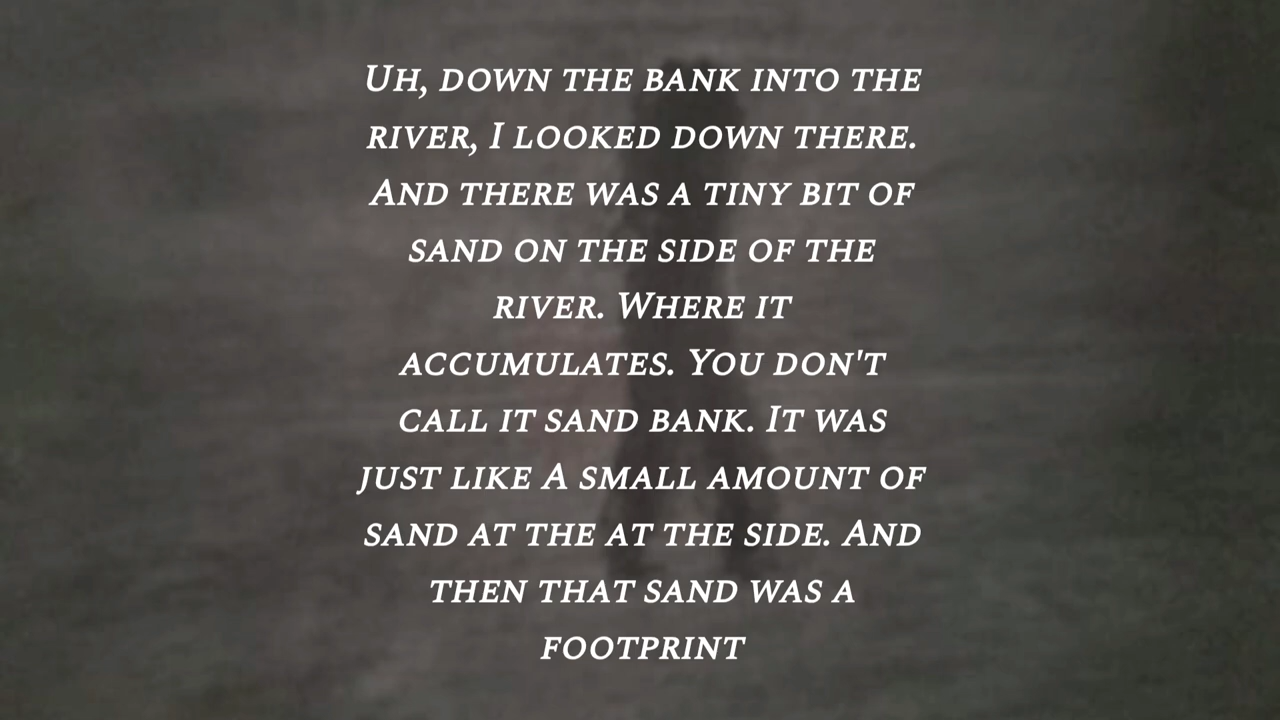 Uh, down the bank into the
river, I looked down there.
And there was a tiny bit of
sand on the side of the
river. Where it
accumulates. You don't
call it sand bank. It was
just like A small amount of
sand at the at the side. And
then that sand was a
footprint